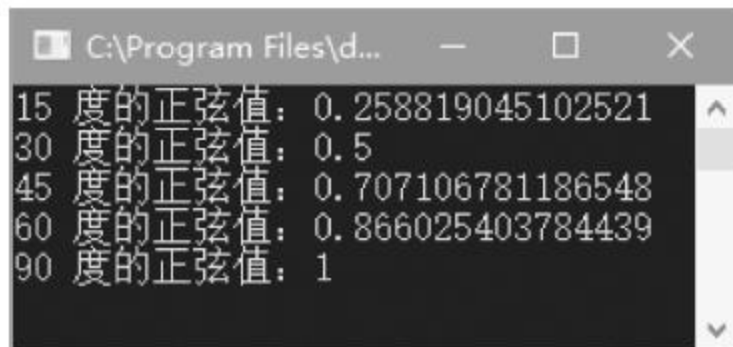 C:\Program Files\d...
15 度的正弦值：0.258819045102521
30 度的正弦值：0.5
45 度的正弦值：0.707106781186548
60 度的正弦值：0.866025403784439
90 度的正弦值：1